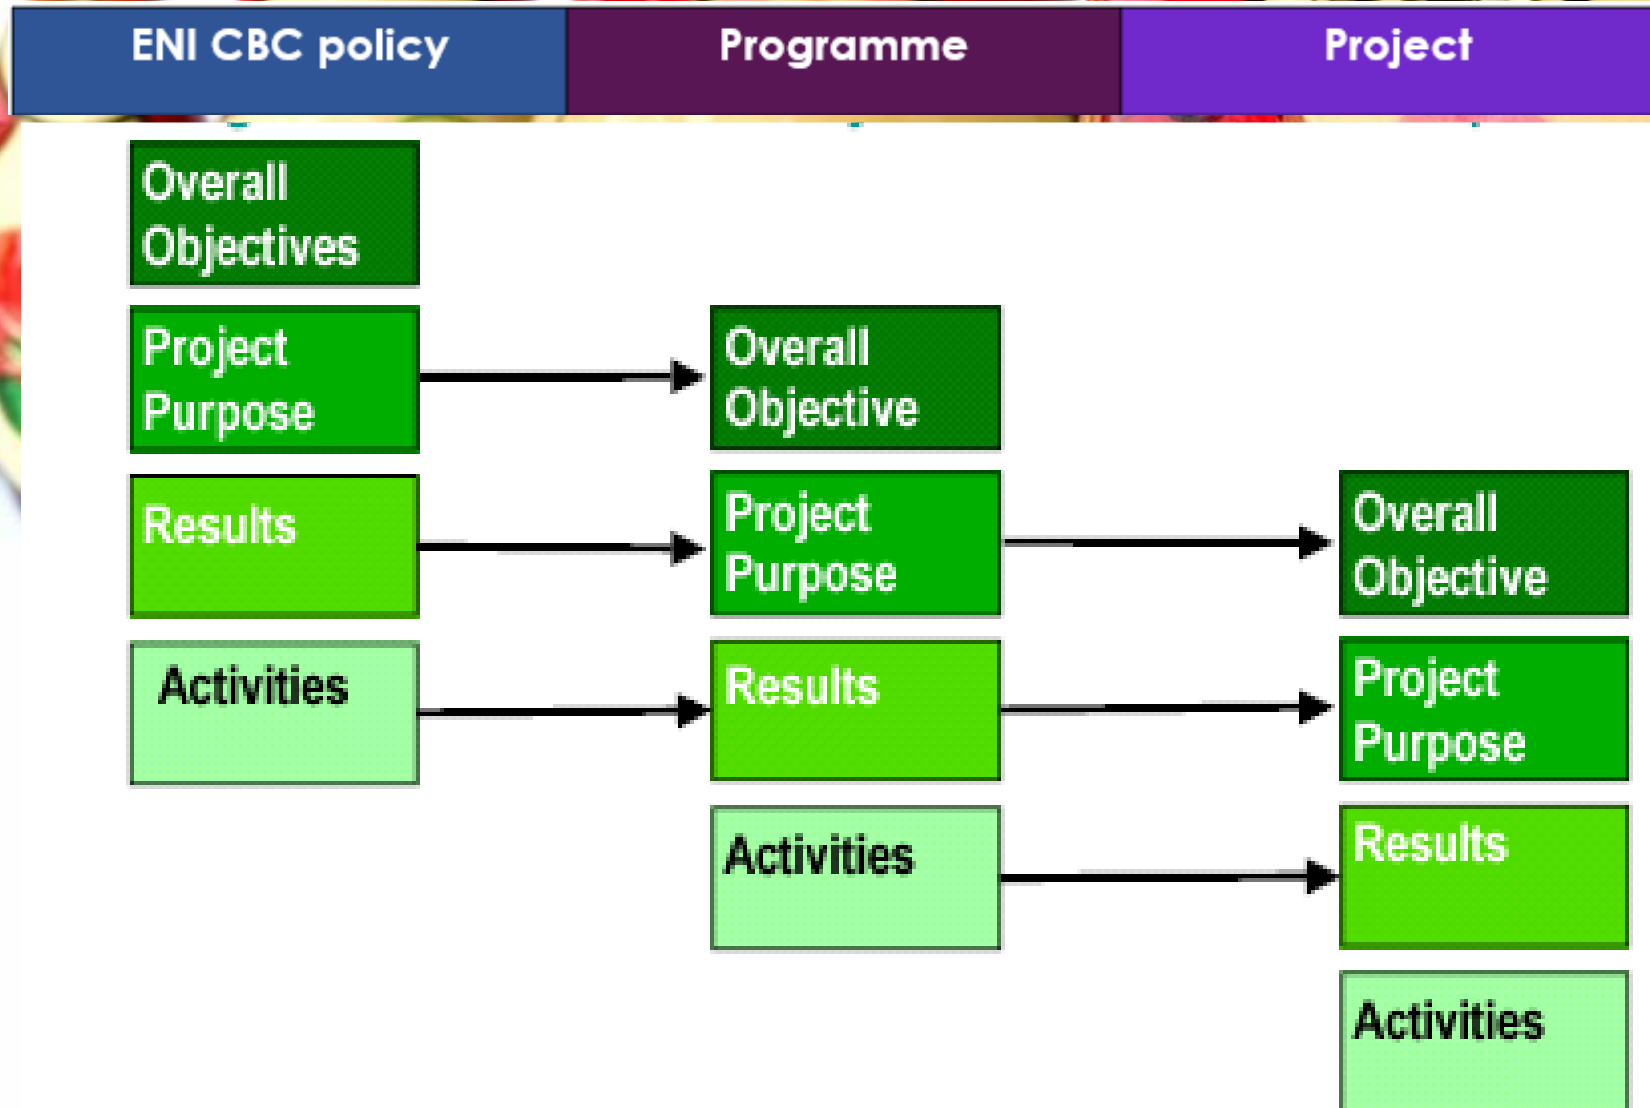 ENI CBC policy
Programme
Project
Overall
Objectives
Project
Purpose
Results
Activities
Overall
Objective
Project
Purpose
Results
Activities
Overall
Objective
Project
Purpose
Results
Activities